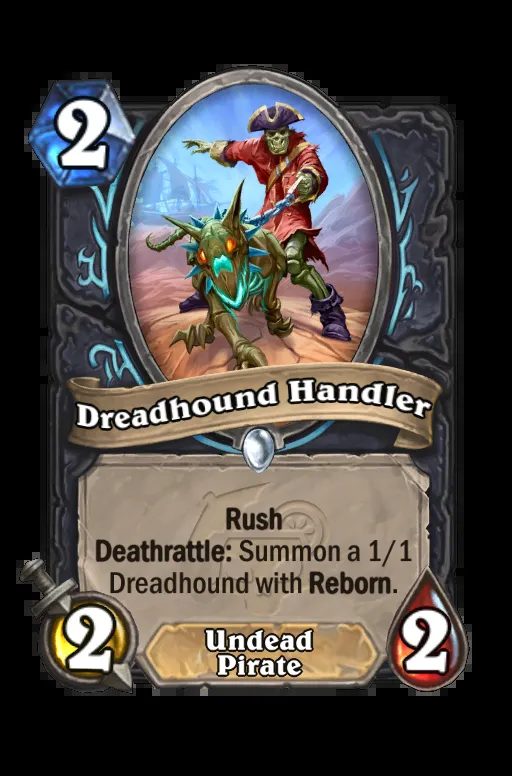 2
Dreadhound Handler
Rush
Deathrattle: Summon a 1/1
Dreadhound with Reborn.
2
Undead
Pirate
2